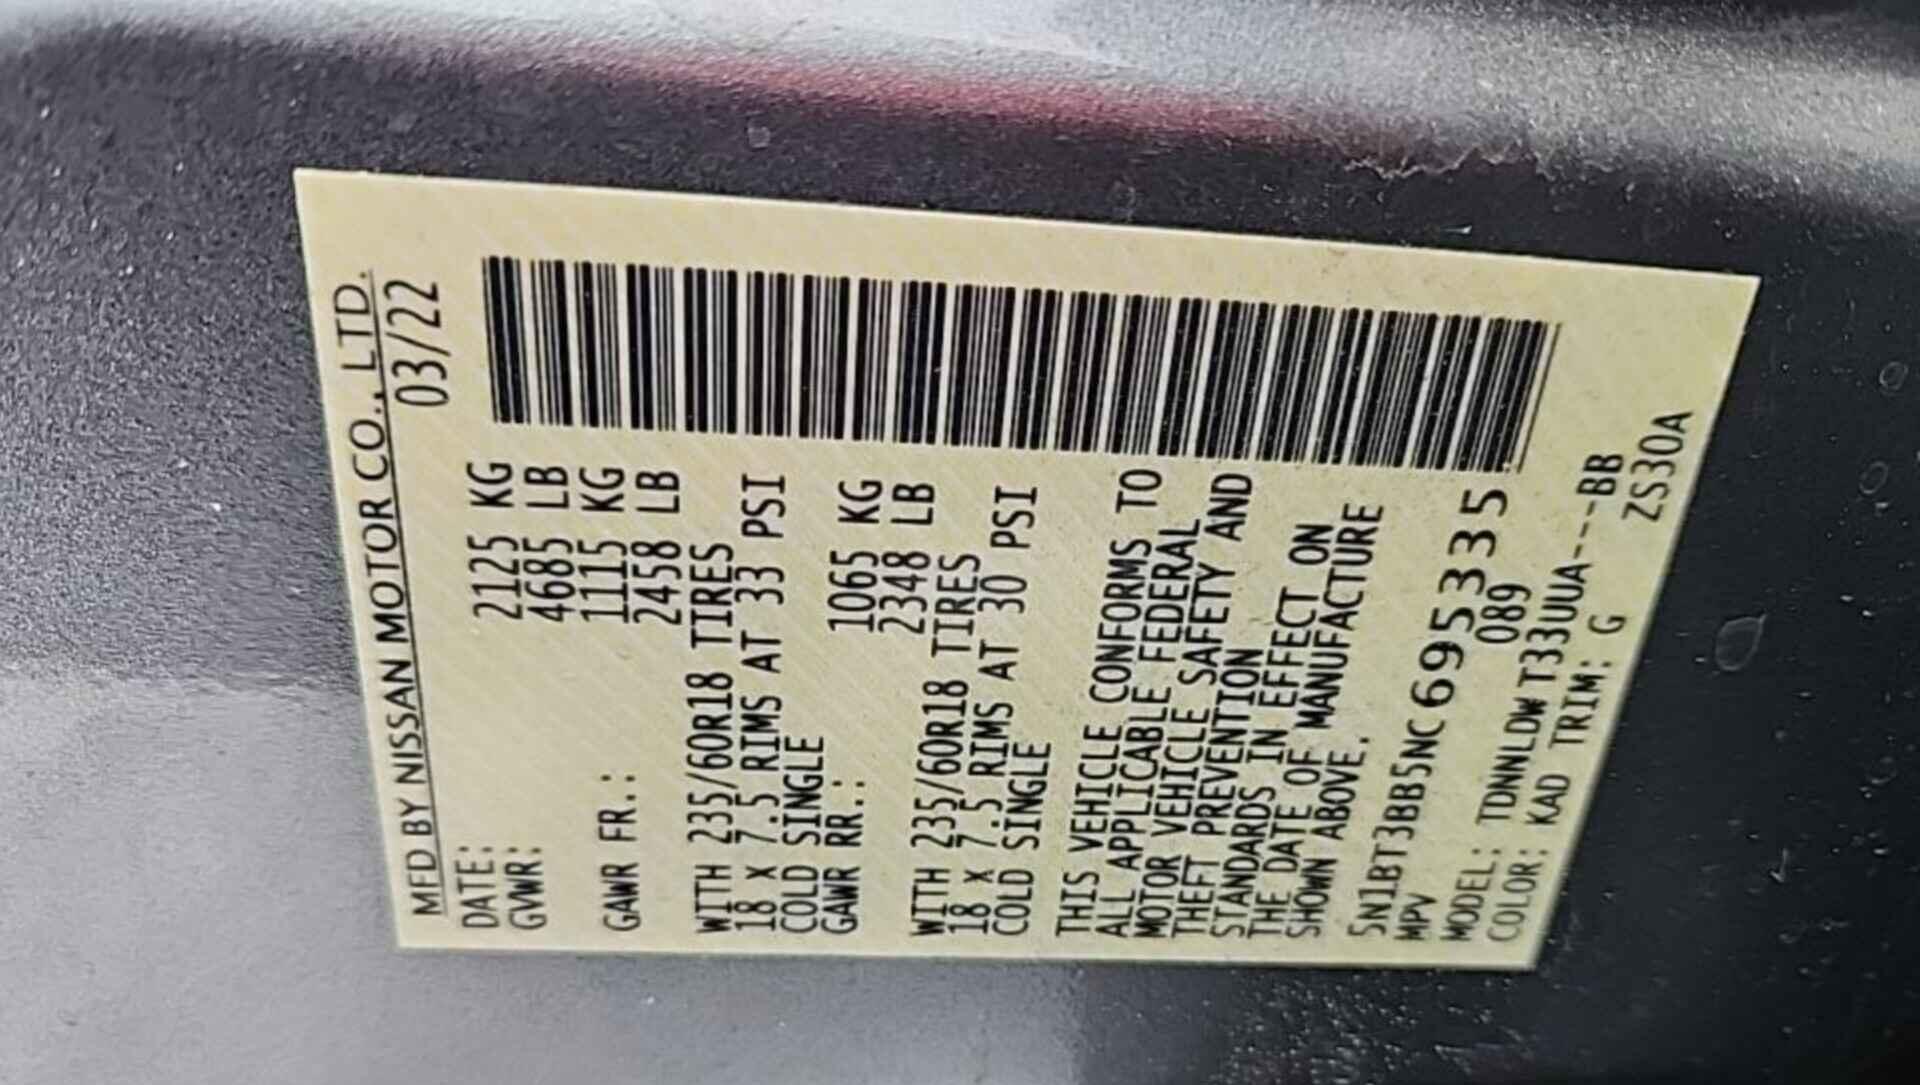 MFD BY NISSAN MOTOR CO., LTD.
DATE: 03/22
GVWR: 2125 KG
4685 LB
GAWR FR.: 1115 KG
2458 LB
WITH 235/60R18 TIRES
18 X 7.5 RIMS AT 33 PSI
COLD SINGLE
GAWR RR.: 1065 KG
2348 LB
WITH 235/60R18 TIRES
18 X 7.5 RIMS AT 30 PSI
COLD SINGLE
THIS VEHICLE CONFORMS TO
ALL APPLICABLE FEDERAL
MOTOR VEHICLE SAFETY AND
THEFT PREVENTION
STANDARDS IN EFFECT ON
THE DATE OF MANUFACTURE
SHOWN ABOVE.
5N1BT3BB5NC695335
MPV 089
MODEL: TDNNLDWT33UUA---BB
COLOR: KAD TRIM: G ZS30A